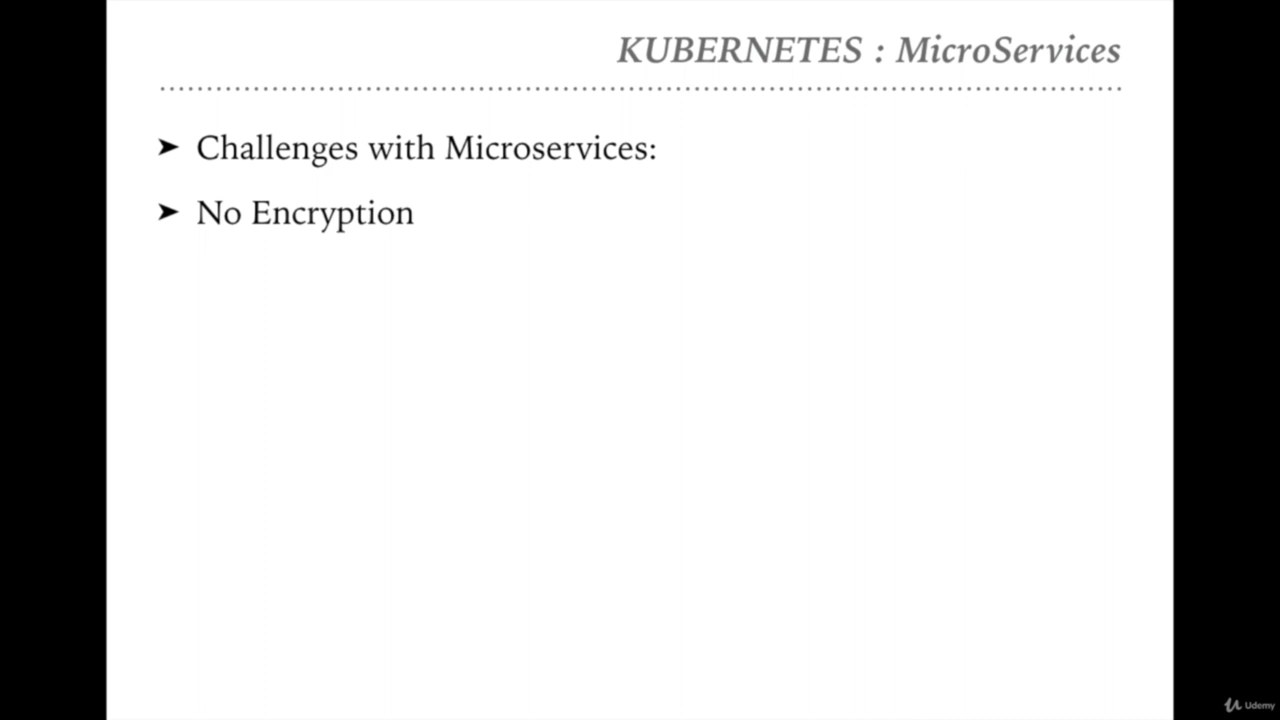 KUBERNETES : MicroServices
➤ Challenges with Microservices:
➤ No Encryption
Udemy